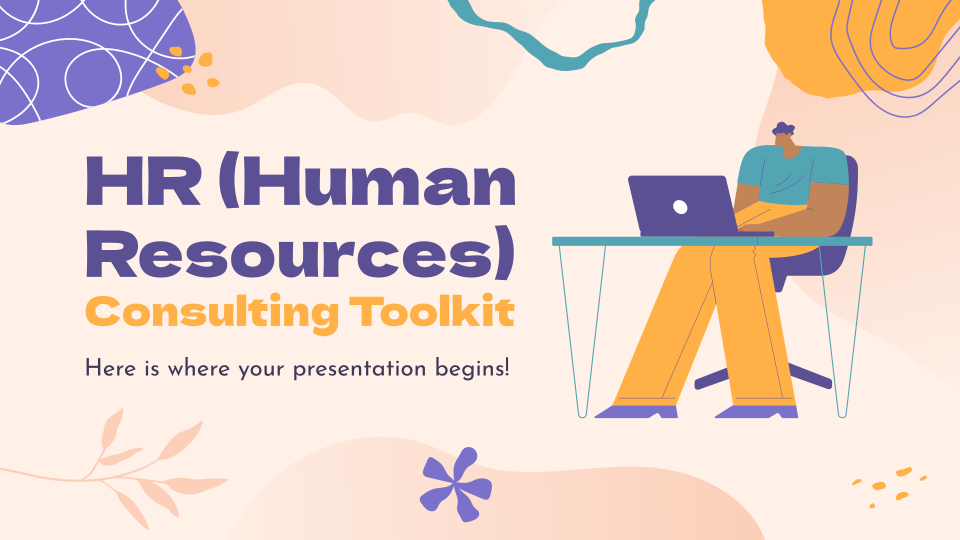 HR (Human
Resources)
Consulting Toolkit
Here is where your presentation begins!